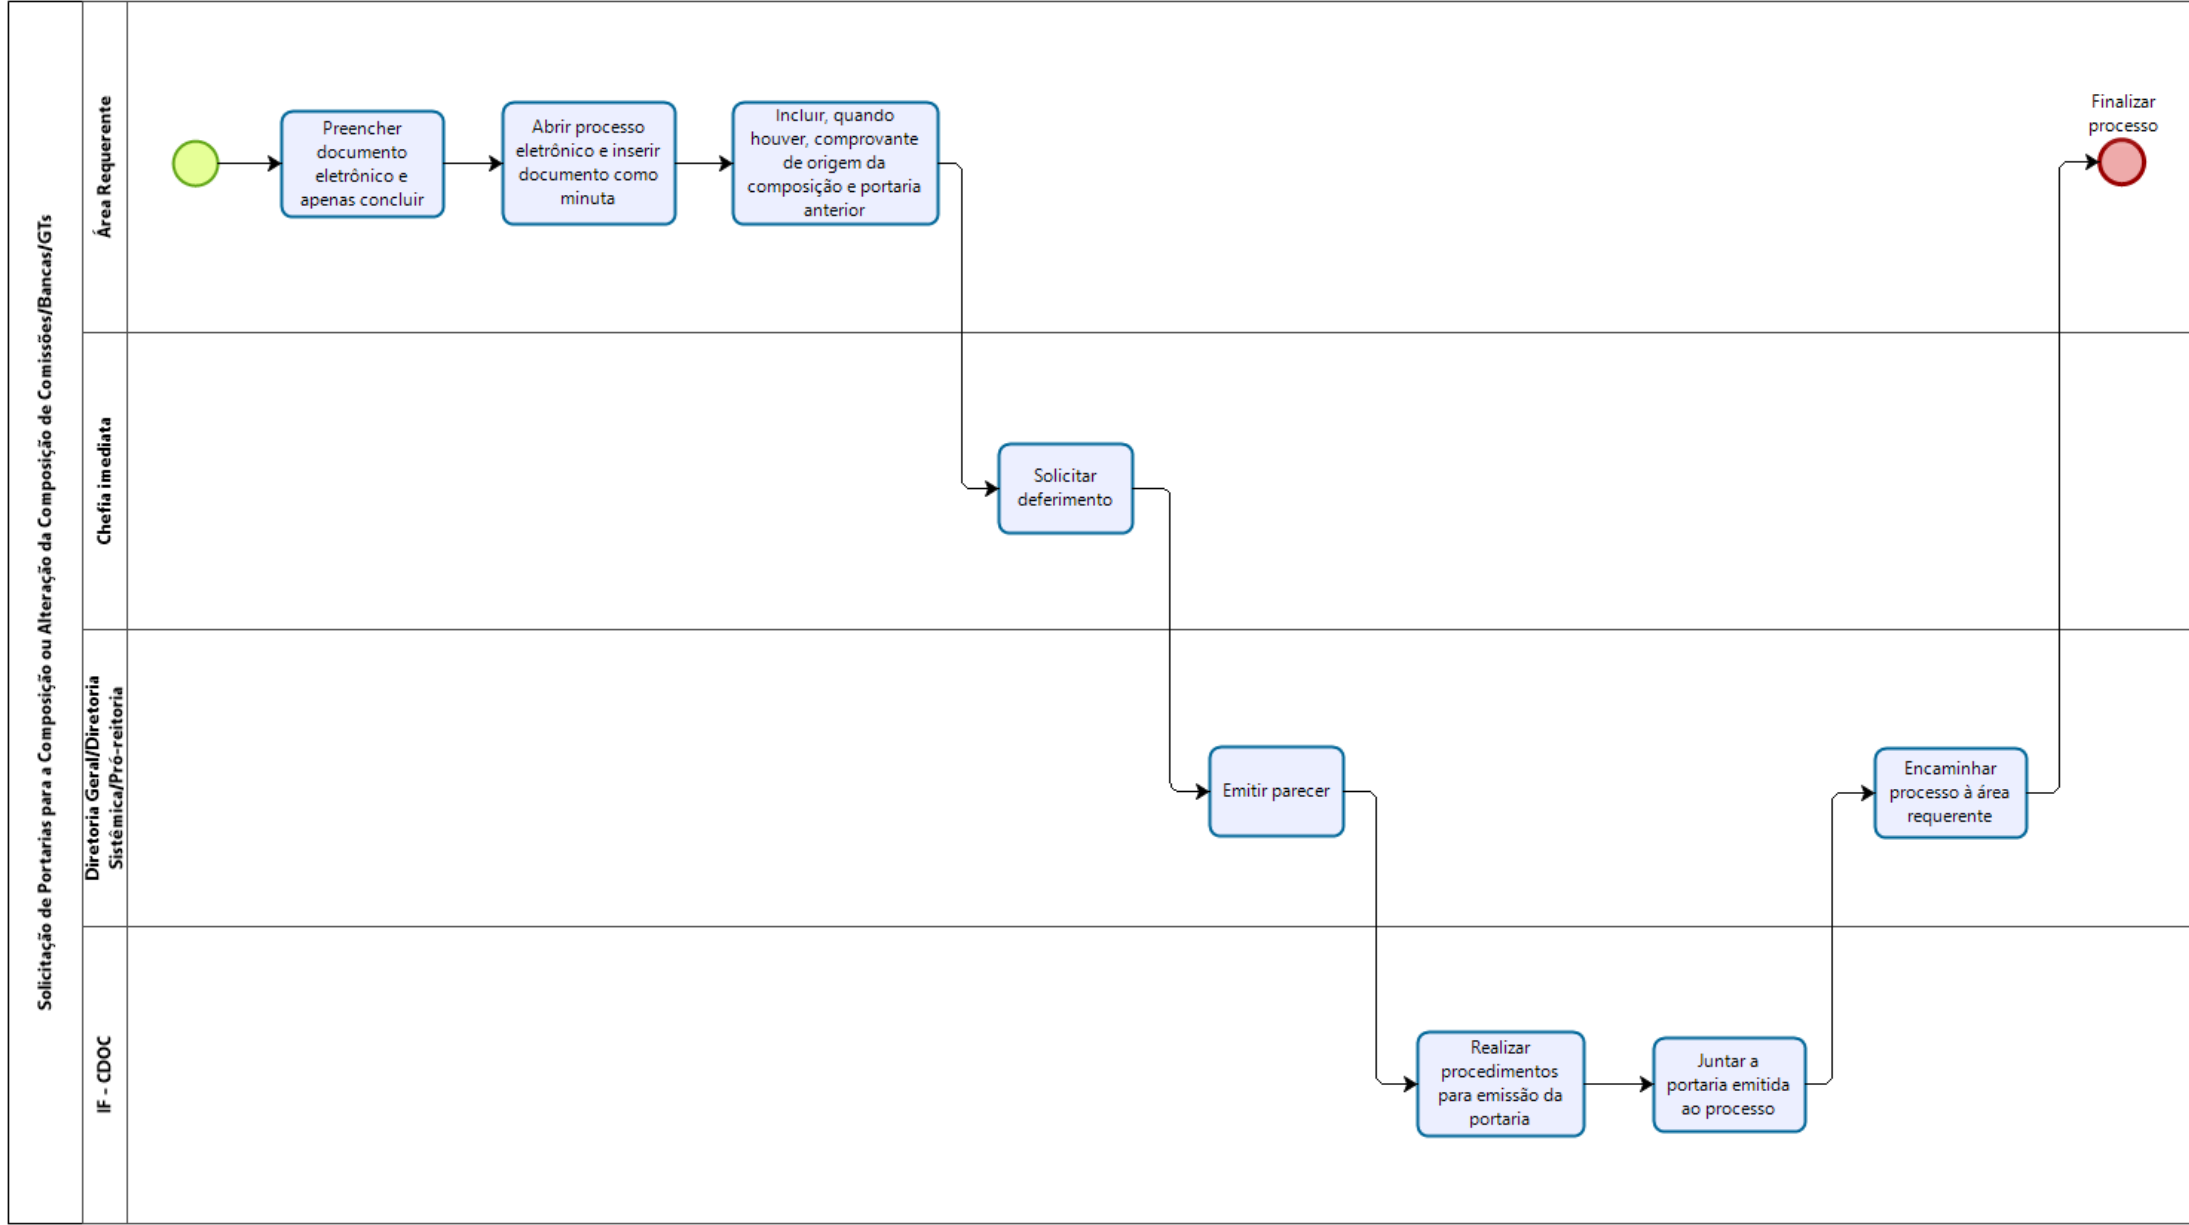 Solicitação de Portarias para a Composição ou Alteração da Composição de Comissões/Bancas/GTs
Área Requerente
Preencher
documento
eletrônico e
apenas concluir
Abrir processo
eletrônico e inserir
documento como
minuta
Incluir, quando
houver, comprovante
de origem da
composição e portaria
anterior
Finalizar
processo
Chefia imediata
Solicitar
deferimento
Diretoria Geral/Diretoria
Sistêmica/Pró-reitoria
Emitir parecer
Encaminhar
processo à área
requerente
IF - CDOC
Realizar
procedimentos
para emissão da
portaria
Juntar a
portaria emitida
ao processo